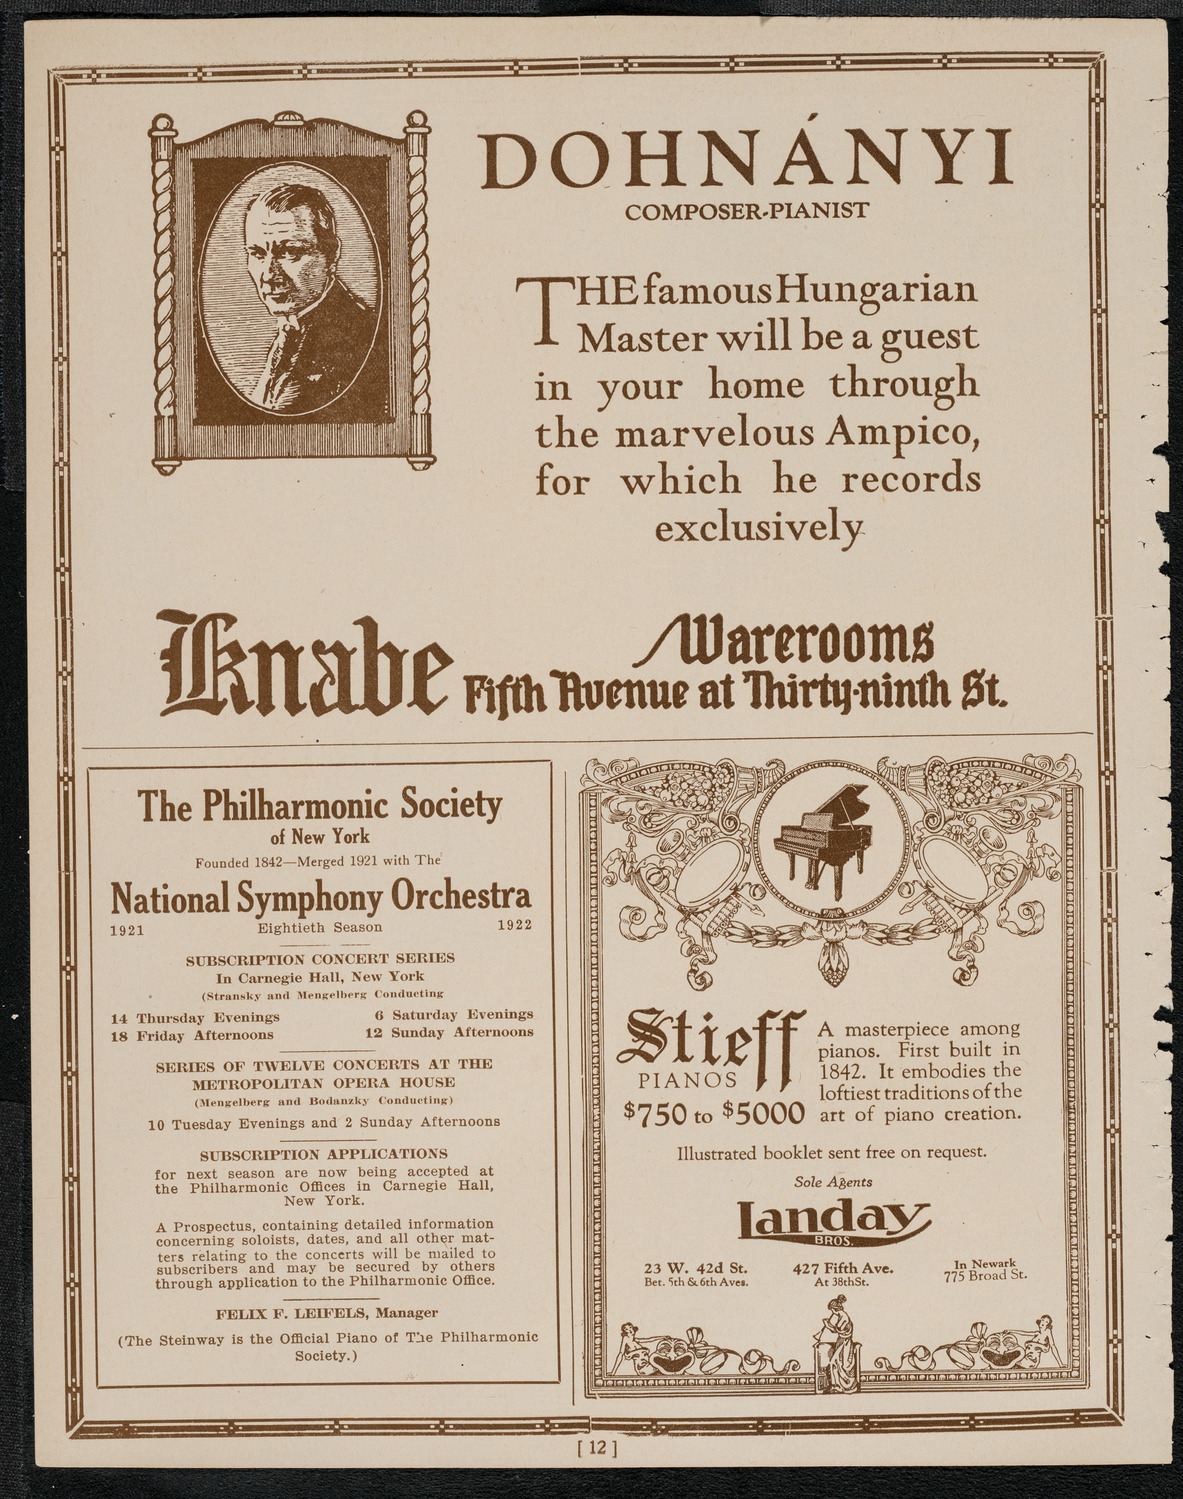 DOHNÁNYI
COMPOSER-PIANIST
THE famous Hungarian
Master will be a guest
in your home through
the marvelous Ampico,
for which he records
exclusively
Knabe Warerooms
Fifth Avenue at Thirty-ninth St.
The Philharmonic Society
of New York
Founded 1842—Merged 1921 with The
National Symphony Orchestra
1921 Eightieth Season 1922
SUBSCRIPTION CONCERT SERIES
In Carnegie Hall, New York
(Stransky and Mengelberg Conducting
14 Thursday Evenings 6 Saturday Evenings
18 Friday Afternoons 12 Sunday Afternoons
SERIES OF TWELVE CONCERTS AT THE
METROPOLITAN OPERA HOUSE
(Mengelberg and Bodanzky Conducting)
10 Tuesday Evenings and 2 Sunday Afternoons
SUBSCRIPTION APPLICATIONS
for next season are now being accepted at
the Philharmonic Offices in Carnegie Hall,
New York.
A Prospectus, containing detailed information
concerning soloists, dates, and all other mat-
ters relating to the concerts will be mailed to
subscribers and may be secured by others
through application to the Philharmonic Office.
FELIX F. LEIFELS, Manager
(The Steinway is the Official Piano of The Philharmonic
Society.)
Stieff
PIANOS
$750 to $5000
A masterpiece among
pianos. First built in
1842. It embodies the
loftiest traditions of the
art of piano creation.
Illustrated booklet sent free on request.
Sole Agents
Landay
BROS.
23 W. 42d St.
Bet. 5th & 6th Aves.
427 Fifth Ave.
At 38th St.
In Newark
775 Broad St.
[ 12 ]